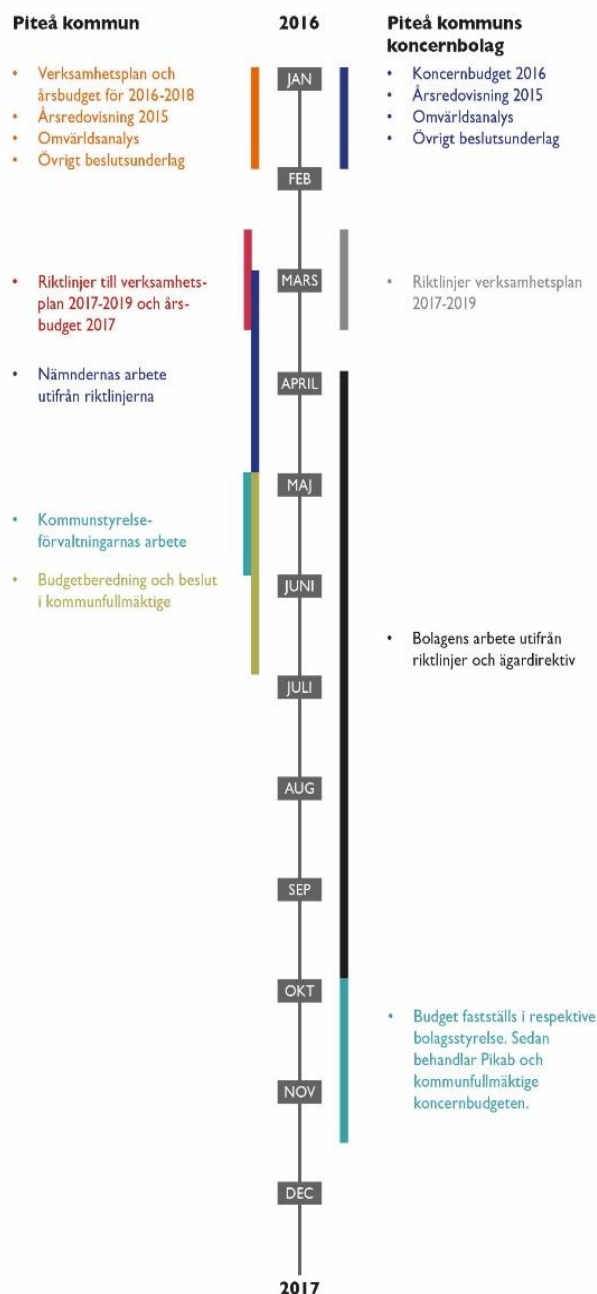 Piteå kommun
2016
Piteå kommuns
koncernbolag
• Verksamhetsplan och
årsbudget för 2016-2018
• Årsredovisning 2015
• Omvärldsanalys
• Övrigt beslutsunderlag
JAN
• Koncernbudget 2016
• Årsredovisning 2015
• Omvärldsanalys
• Övrigt beslutsunderlag
FEB
• Riktlinjer till verksamhets-
plan 2017-2019 och års-
budget 2017
MARS
• Riktlinjer verksamhetsplan
2017-2019
• Nämndernas arbete
utifrån riktlinjerna
APRIL
MAJ
• Kommunstyrelse-
förvaltningarnas arbete
• Budgetberedning och beslut
i kommunfullmäktige
JUNI
• Bolagens arbete utifrån
riktlinjer och ägardirektiv
JULI
AUG
SEP
OKT
• Budget fastställs i respektive
bolagsstyrelse. Sedan
behandlar Pikab och
kommunfullmäktige
koncernbudgeten.
NOV
DEC
2017